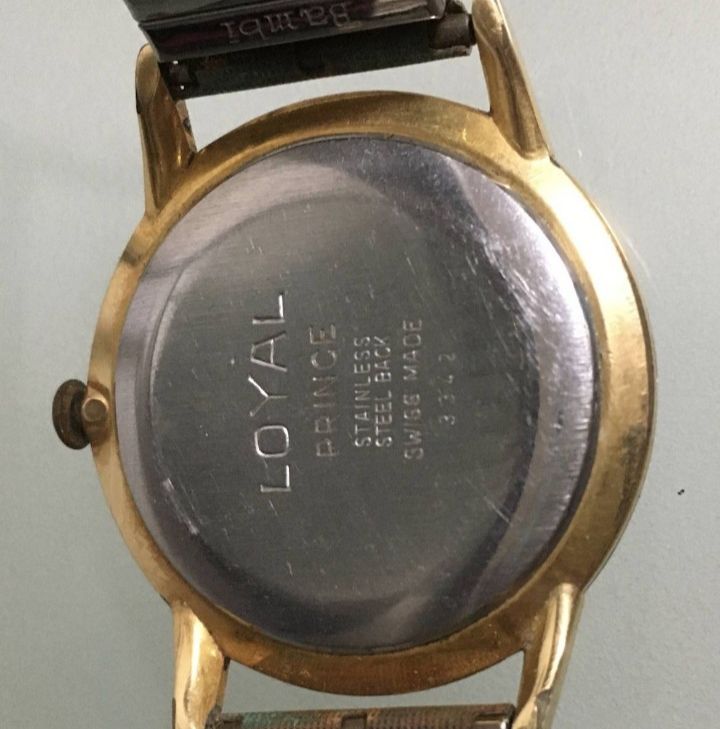 Bambi
LOYAL
PRINCE
STAINLESS
STEEL BACK
SWISS MADE
3342